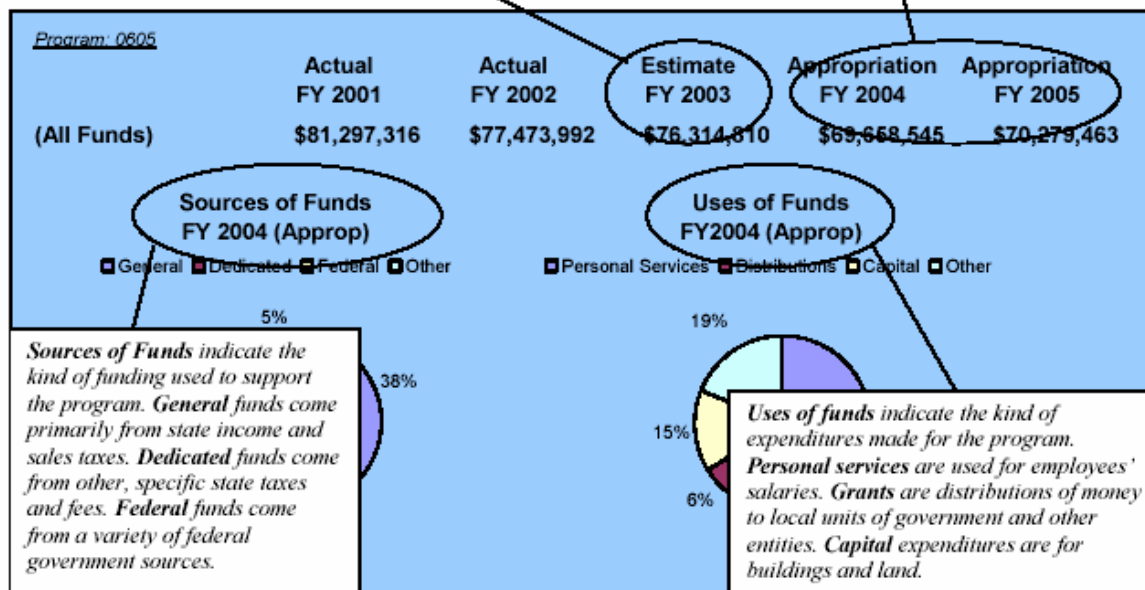 Program: 0605
Actual Actual Estimate Appropriation Appropriation
FY 2001 FY 2002 FY 2003 FY 2004 FY 2005
(All Funds) $81,297,316 $77,473,992 $76,314,810 $69,658,545 $70,279,463
Sources of Funds
FY 2004 (Approp)
General Dedicated Federal Other
5%
38%
Sources of Funds indicate the
kind of funding used to support
the program. General funds come
primarily from state income and
sales taxes. Dedicated funds come
from other, specific state taxes
and fees. Federal funds come
from a variety of federal
government sources.
Uses of Funds
FY2004 (Approp)
Personal Services Distributions Capital Other
19%
15%
6%
Uses of funds indicate the kind of
expenditures made for the program.
Personal services are used for employees'
salaries. Grants are distributions of money
to local units of government and other
entities. Capital expenditures are for
buildings and land.